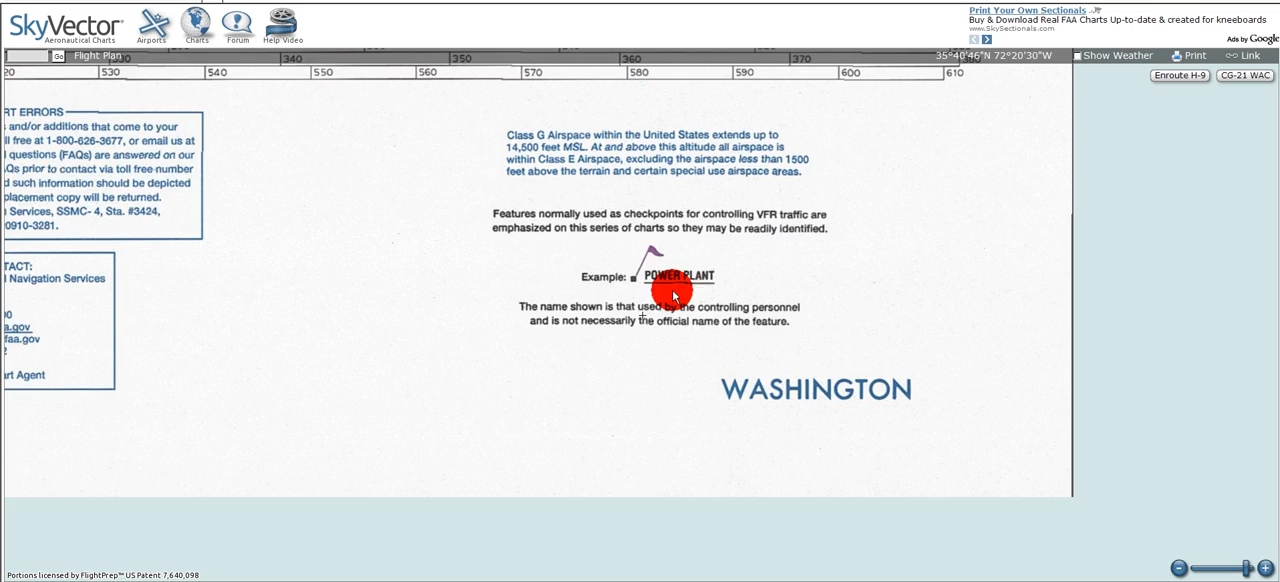 Print Your Own Sectionals
Buy & Download Real FAA Charts Up-to-date & created for kneeboards
www.SkySectionals.com
Ads by Google
SkyVector
Aeronautical Charts
Airports Charts Forum Help Video
Go Flight Plan
35°40'46"N 72°20'30"W
Show Weather Print Link
340 350 360 370
20 530 540 550 560 570 580 590 600 610
Enroute H-9 CG-21 WAC
RT ERRORS
and/or additions that come to your
ll free at 1-800-626-3677, or email us at
questions (FAQs) are answered on our
Qs prior to contact via toll free number
d such information should be depicted
placement copy will be returned.
Services, SSMC- 4, Sta. #3424,
0910-3281.
TACT:
l Navigation Services
00
a.gov
faa.gov
2
art Agent
Class G Airspace within the United States extends up to
14,500 feet MSL. At and above this altitude all airspace is
within Class E Airspace, excluding the airspace less than 1500
feet above the terrain and certain special use airspace areas.
Features normally used as checkpoints for controlling VFR traffic are
emphasized on this series of charts so they may be readily identified.
Example: POWER PLANT
The name shown is that used by the controlling personnel
and is not necessarily the official name of the feature.
WASHINGTON
Portions licensed by FlightPrep™ US Patent 7,640,098